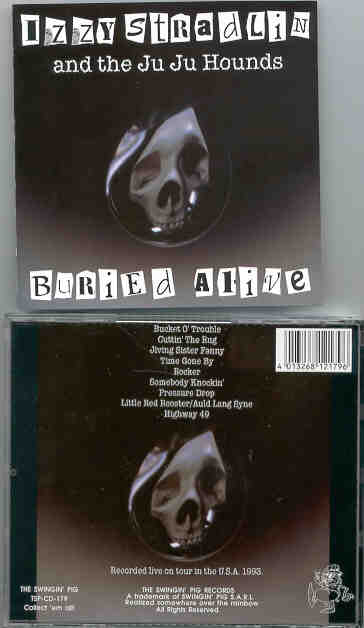 IZZY STRADLIN
and the Ju Ju Hounds
BURiED Alive
Bucket O' Trouble
Cuttin' The Rug
Jiving Sister Fanny
Time Gone By
Rocker
Somebody Knockin'
Pressure Drop
Little Red Rooster/Auld Lang Syne
Highway 49
4 013268 121796
Recorded live on tour in the U.S.A. 1993.
THE SWINGIN' PIG
TSP-CD-179
Collect 'em all!
THE SWINGIN' PIG RECORDS
A trademark of SWINGIN' PIG S.A.R.L.
Realized somewhere over the rainbow
All Rights Reserved